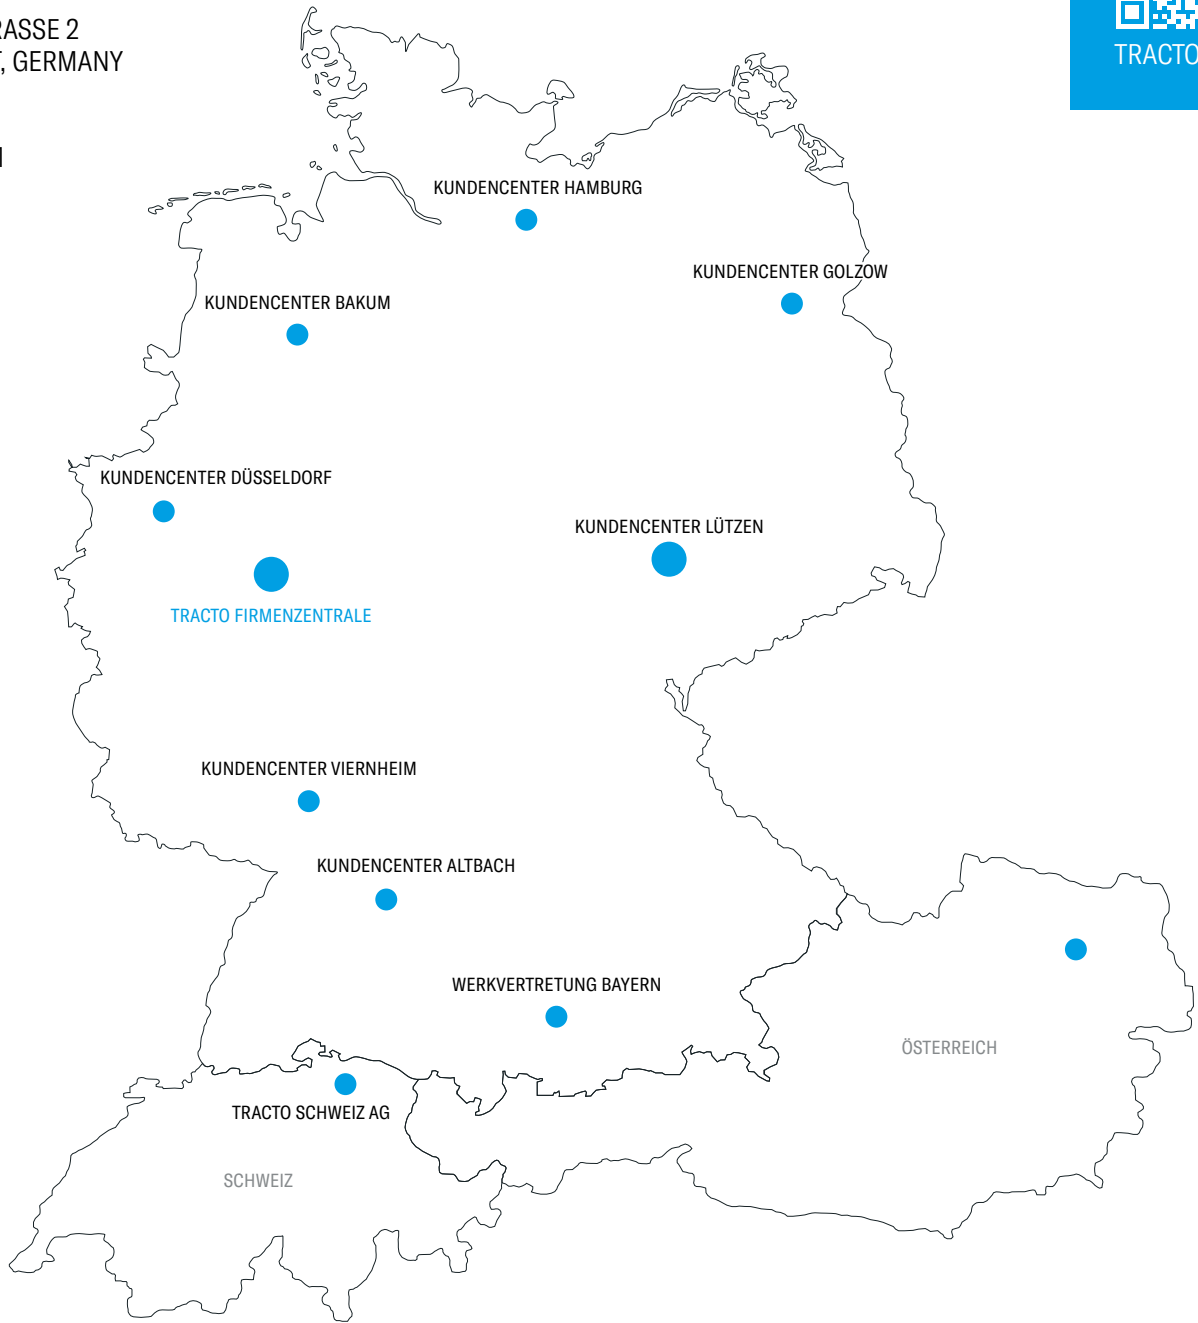 RASSE 2
, GERMANY
TRACTO
KUNDENCENTER HAMBURG
KUNDENCENTER GOLZOW
KUNDENCENTER BAKUM
KUNDENCENTER DÜSSELDORF
KUNDENCENTER LÜTZEN
TRACTO FIRMENZENTRALE
KUNDENCENTER VIERNHEIM
KUNDENCENTER ALTBACH
WERKVERTRETUNG BAYERN
ÖSTERREICH
TRACTO SCHWEIZ AG
SCHWEIZ